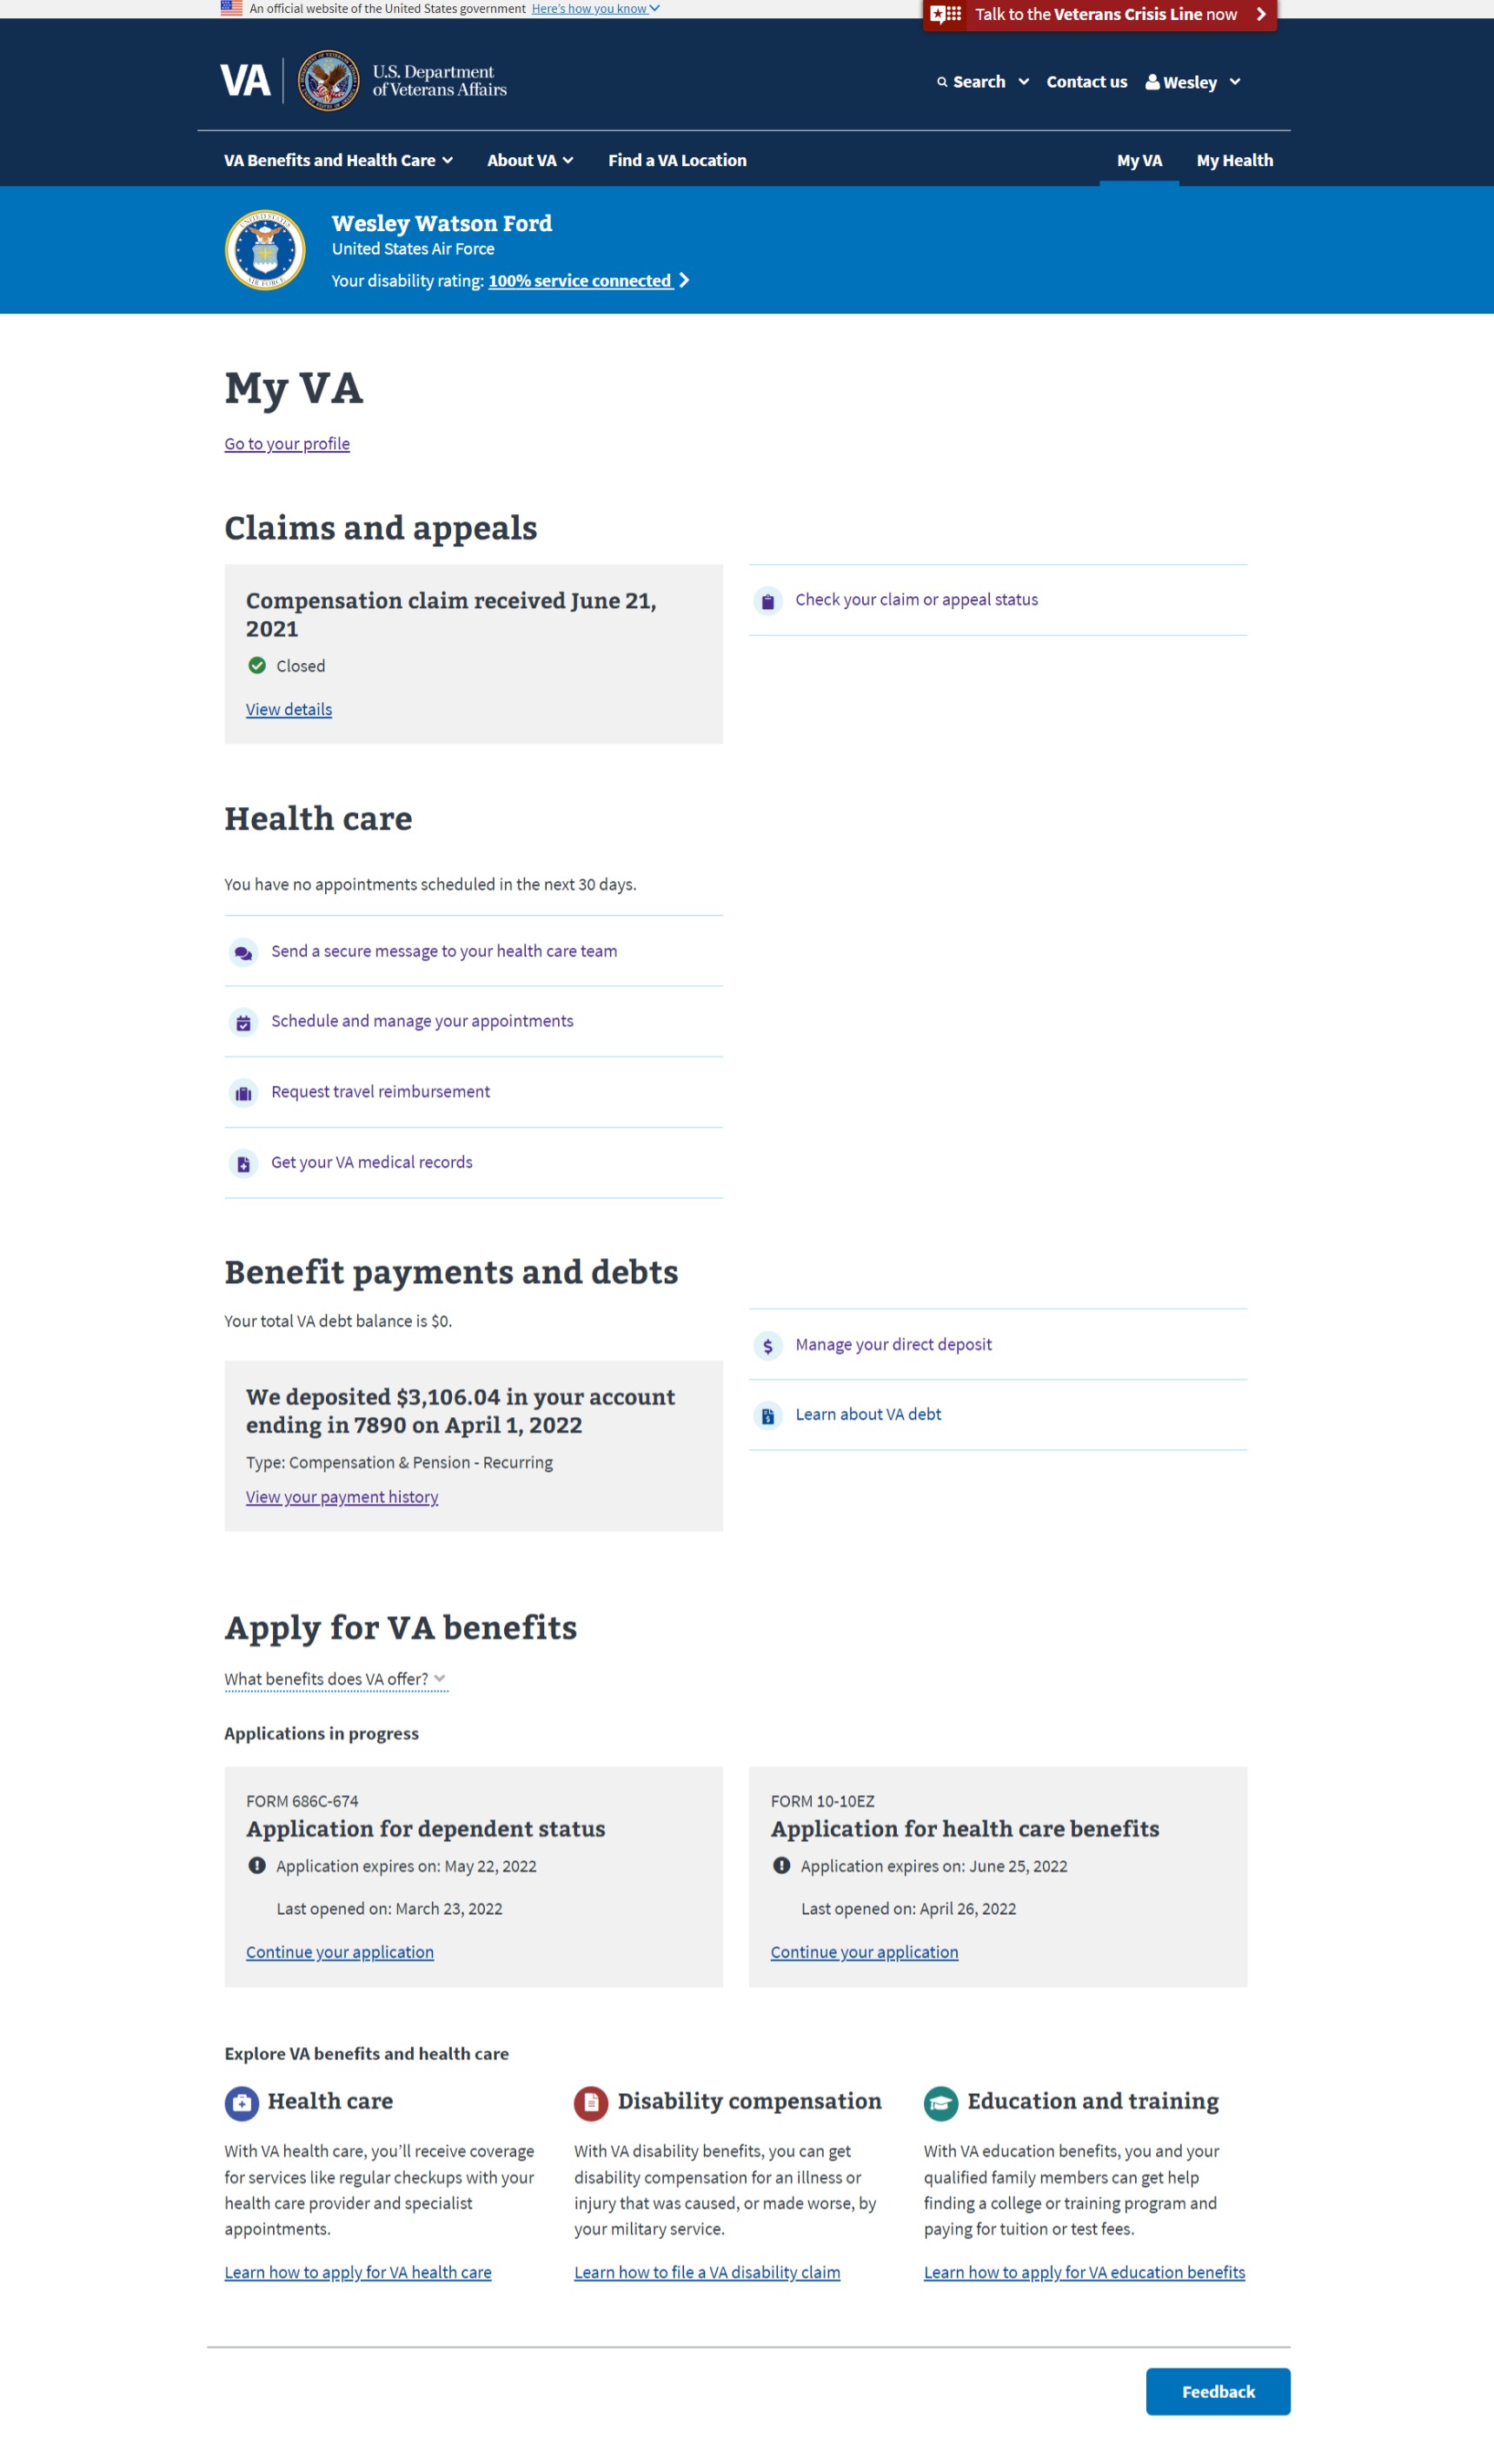 An official website of the United States government Here's how you know
Talk to the Veterans Crisis Line now
VA
U.S. Department
of Veterans Affairs
Search Contact us Wesley
VA Benefits and Health Care About VA Find a VA Location My VA My Health
Wesley Watson Ford
United States Air Force
Your disability rating: 100% service connected
My VA
Go to your profile
Claims and appeals
Compensation claim received June 21,
2021
Closed
View details
Check your claim or appeal status
Health care
You have no appointments scheduled in the next 30 days.
Send a secure message to your health care team
Schedule and manage your appointments
Request travel reimbursement
Get your VA medical records
Benefit payments and debts
Your total VA debt balance is $0.
We deposited $3,106.04 in your account
ending in 7890 on April 1, 2022
Type: Compensation & Pension - Recurring
View your payment history
Manage your direct deposit
Learn about VA debt
Apply for VA benefits
What benefits does VA offer?
Applications in progress
FORM 686C-674
Application for dependent status
Application expires on: May 22, 2022
Last opened on: March 23, 2022
Continue your application
FORM 10-10EZ
Application for health care benefits
Application expires on: June 25, 2022
Last opened on: April 26, 2022
Continue your application
Explore VA benefits and health care
Health care
With VA health care, you'll receive coverage
for services like regular checkups with your
health care provider and specialist
appointments.
Learn how to apply for VA health care
Disability compensation
With VA disability benefits, you can get
disability compensation for an illness or
injury that was caused, or made worse, by
your military service.
Learn how to file a VA disability claim
Education and training
With VA education benefits, you and your
qualified family members can get help
finding a college or training program and
paying for tuition or test fees.
Learn how to apply for VA education benefits
Feedback